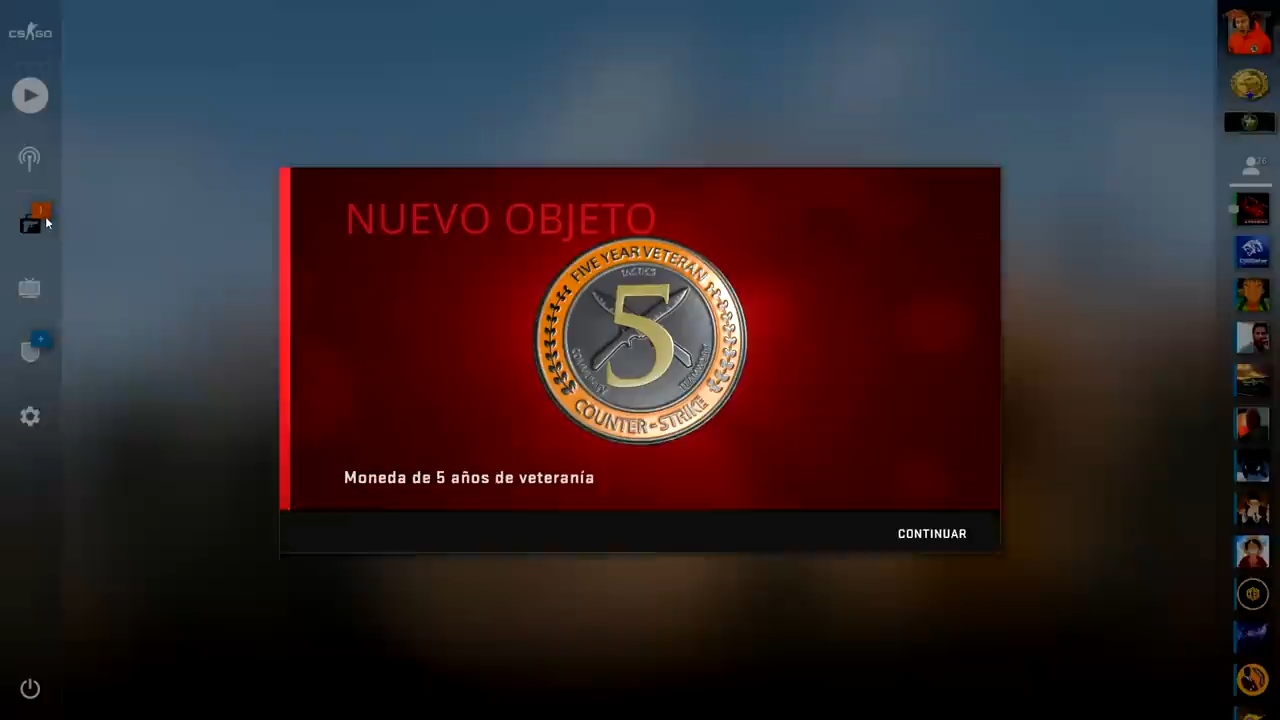 CS GO
NUEVO OBJETO
FIVE YEAR VETERAN
TACTICS
5
COUNTER-STRIKE
Moneda de 5 años de veteranía
CONTINUAR